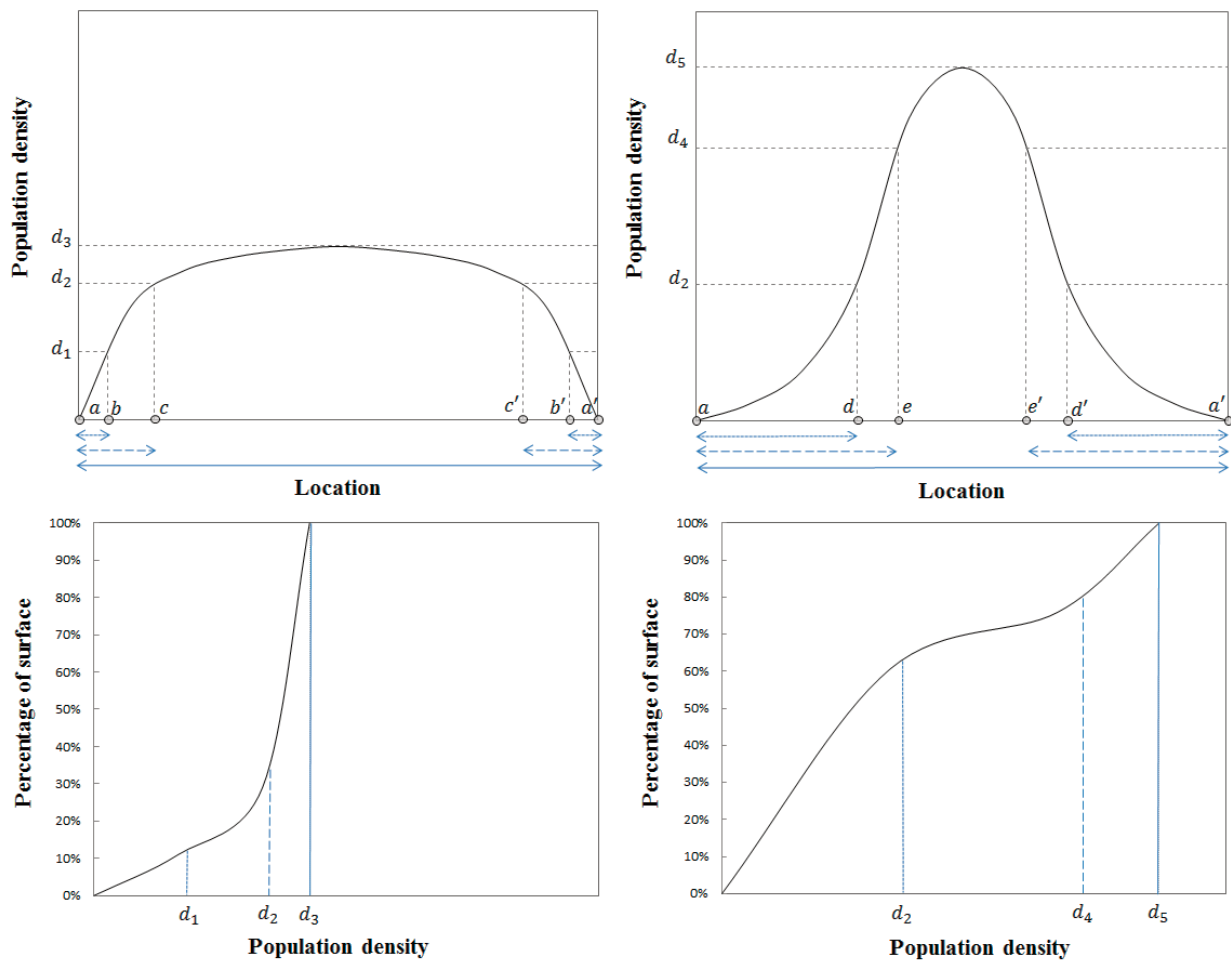 Population density
d₃
d₂
d₁
a b c c′ b′ a′
Location
Population density
d₅
d₄
d₂
a d e e′ d′ a′
Location
Percentage of surface
100%
90%
80%
70%
60%
50%
40%
30%
20%
10%
0%
d₁ d₂ d₃
Population density
Percentage of surface
100%
90%
80%
70%
60%
50%
40%
30%
20%
10%
0%
d₂ d₄ d₅
Population density